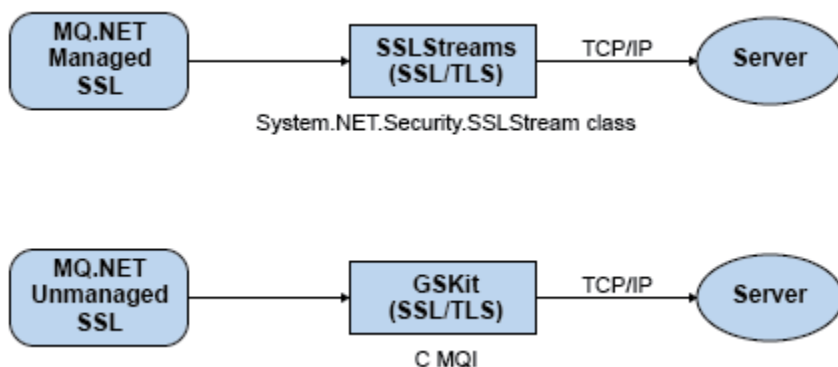 MQ.NET
Managed
SSL
SSLStreams
(SSL/TLS)
TCP/IP
Server
System.NET.Security.SSLStream class
MQ.NET
Unmanaged
SSL
GSKit
(SSL/TLS)
TCP/IP
Server
C MQI